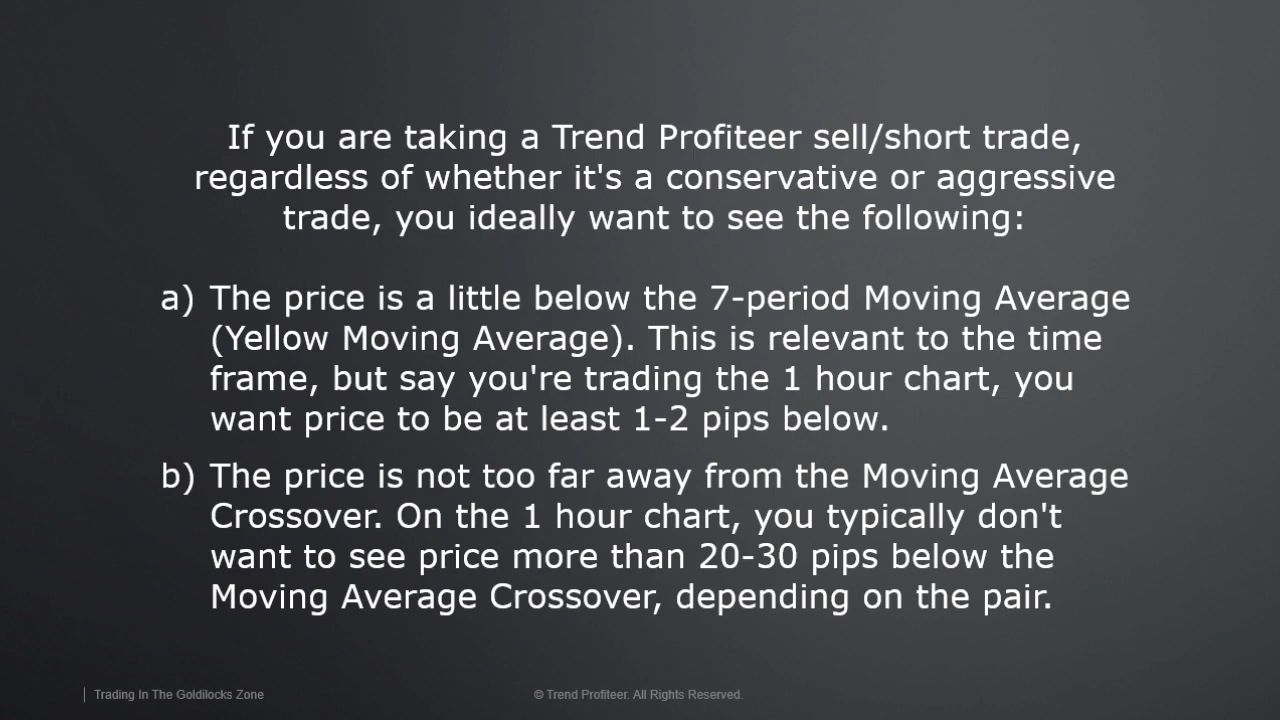 If you are taking a Trend Profiteer sell/short trade,
regardless of whether it's a conservative or aggressive
trade, you ideally want to see the following:
a) The price is a little below the 7-period Moving Average
(Yellow Moving Average). This is relevant to the time
frame, but say you're trading the 1 hour chart, you
want price to be at least 1-2 pips below.
b) The price is not too far away from the Moving Average
Crossover. On the 1 hour chart, you typically don't
want to see price more than 20-30 pips below the
Moving Average Crossover, depending on the pair.
Trading In The Goldilocks Zone
© Trend Profiteer. All Rights Reserved.